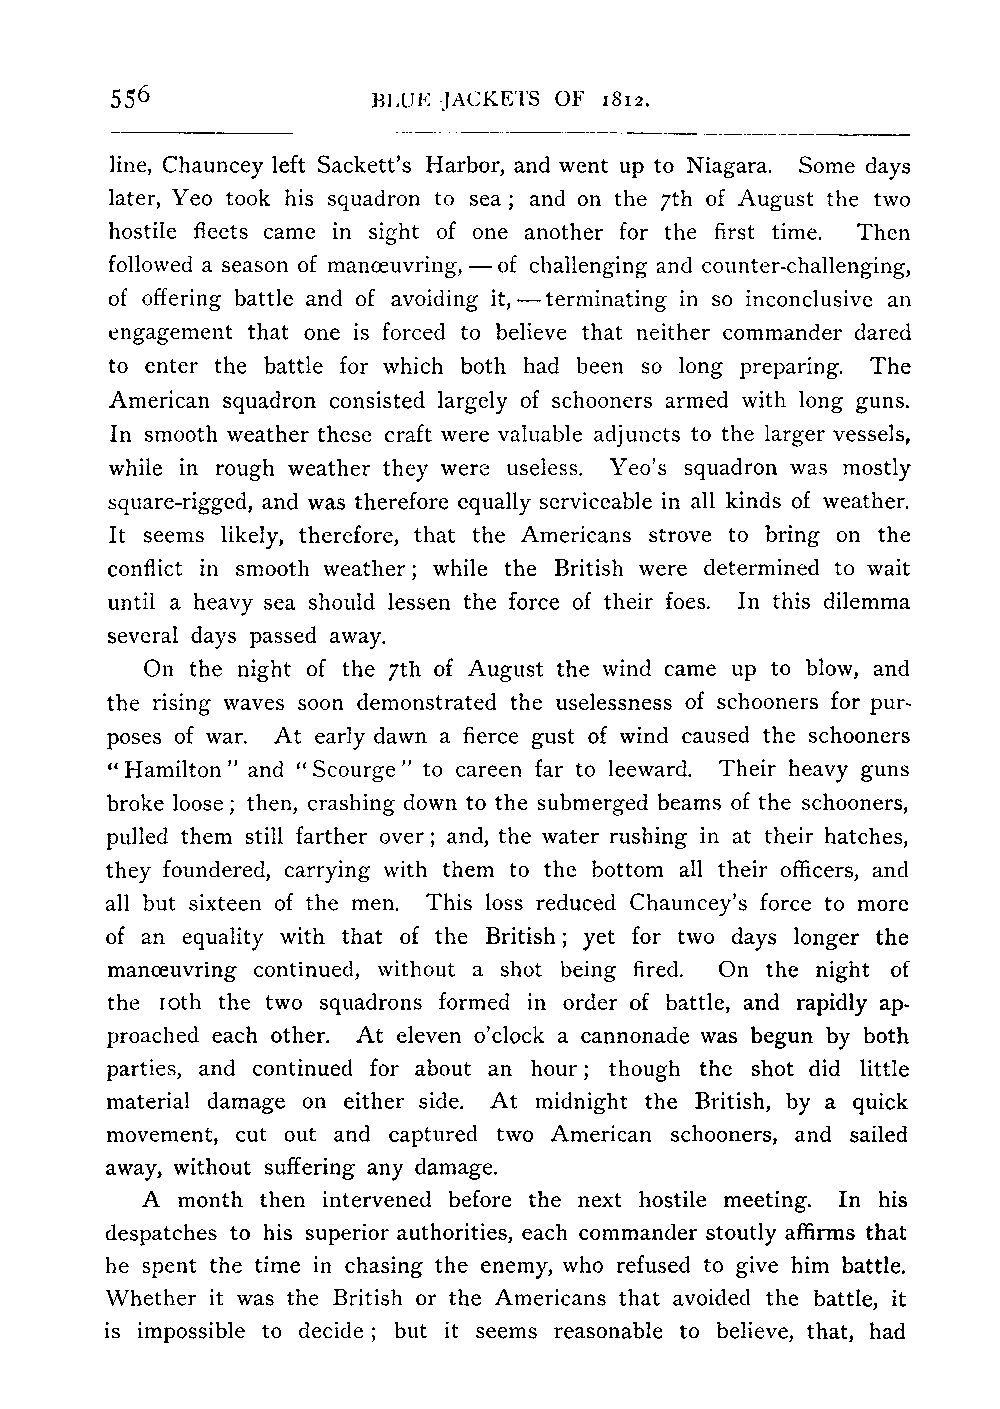 556 BLUE JACKETS OF 1812.
line, Chauncey left Sackett's Harbor, and went up to Niagara. Some days
later, Yeo took his squadron to sea; and on the 7th of August the two
hostile fleets came in sight of one another for the first time. Then
followed a season of manœuvring, — of challenging and counter-challenging,
of offering battle and of avoiding it, — terminating in so inconclusive an
engagement that one is forced to believe that neither commander dared
to enter the battle for which both had been so long preparing. The
American squadron consisted largely of schooners armed with long guns.
In smooth weather these craft were valuable adjuncts to the larger vessels,
while in rough weather they were useless. Yeo's squadron was mostly
square-rigged, and was therefore equally serviceable in all kinds of weather.
It seems likely, therefore, that the Americans strove to bring on the
conflict in smooth weather; while the British were determined to wait
until a heavy sea should lessen the force of their foes. In this dilemma
several days passed away.
On the night of the 7th of August the wind came up to blow, and
the rising waves soon demonstrated the uselessness of schooners for pur-
poses of war. At early dawn a fierce gust of wind caused the schooners
"Hamilton" and "Scourge" to careen far to leeward. Their heavy guns
broke loose; then, crashing down to the submerged beams of the schooners,
pulled them still farther over; and, the water rushing in at their hatches,
they foundered, carrying with them to the bottom all their officers, and
all but sixteen of the men. This loss reduced Chauncey's force to more
of an equality with that of the British; yet for two days longer the
manœuvring continued, without a shot being fired. On the night of
the 10th the two squadrons formed in order of battle, and rapidly ap-
proached each other. At eleven o'clock a cannonade was begun by both
parties, and continued for about an hour; though the shot did little
material damage on either side. At midnight the British, by a quick
movement, cut out and captured two American schooners, and sailed
away, without suffering any damage.
A month then intervened before the next hostile meeting. In his
despatches to his superior authorities, each commander stoutly affirms that
he spent the time in chasing the enemy, who refused to give him battle.
Whether it was the British or the Americans that avoided the battle, it
is impossible to decide; but it seems reasonable to believe, that, had